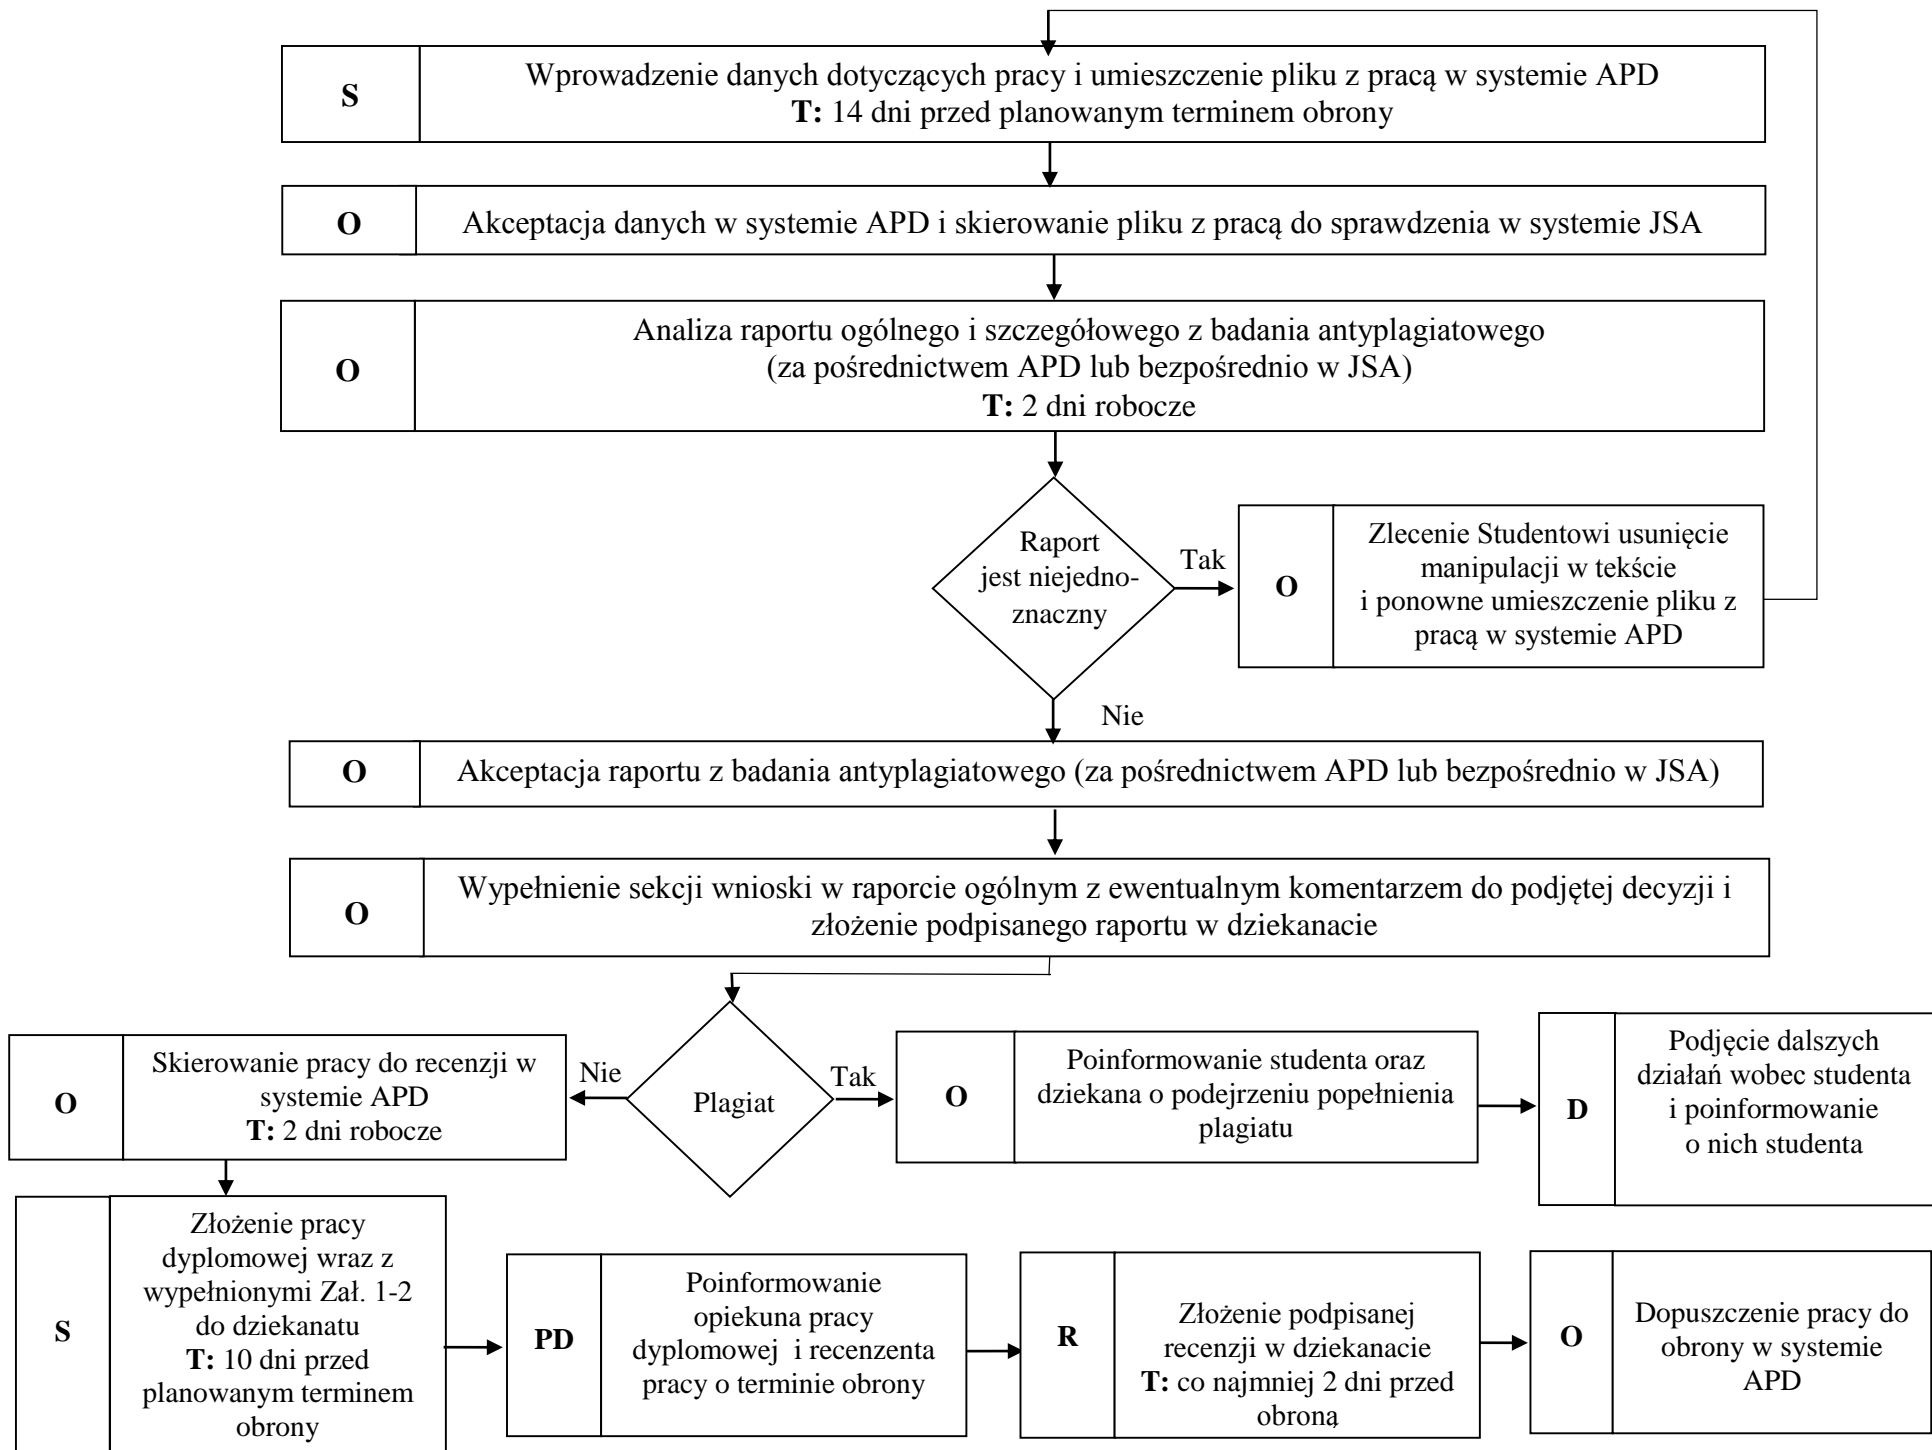 S
Wprowadzenie danych dotyczących pracy i umieszczenie pliku z pracą w systemie APD
T: 14 dni przed planowanym terminem obrony
O
Akceptacja danych w systemie APD i skierowanie pliku z pracą do sprawdzenia w systemie JSA
O
Analiza raportu ogólnego i szczegółowego z badania antyplagiatowego
(za pośrednictwem APD lub bezpośrednio w JSA)
T: 2 dni robocze
Raport
jest niejedno-
znaczny
Tak
O
Zlecenie Studentowi usunięcie
manipulacji w tekście
i ponowne umieszczenie pliku z
pracą w systemie APD
Nie
O
Akceptacja raportu z badania antyplagiatowego (za pośrednictwem APD lub bezpośrednio w JSA)
O
Wypełnienie sekcji wnioski w raporcie ogólnym z ewentualnym komentarzem do podjętej decyzji i
złożenie podpisanego raportu w dziekanacie
O
Skierowanie pracy do recenzji w
systemie APD
T: 2 dni robocze
Nie
Plagiat
Tak
O
Poinformowanie studenta oraz
dziekana o podejrzeniu popełnienia
plagiatu
D
Podjęcie dalszych
działań wobec studenta
i poinformowanie
o nich studenta
S
Złożenie pracy
dyplomowej wraz z
wypełnionymi Zał. 1-2
do dziekanatu
T: 10 dni przed
planowanym terminem
obrony
PD
Poinformowanie
opiekuna pracy
dyplomowej i recenzenta
pracy o terminie obrony
R
Złożenie podpisanej
recenzji w dziekanacie
T: co najmniej 2 dni przed
obroną
O
Dopuszczenie pracy do
obrony w systemie
APD